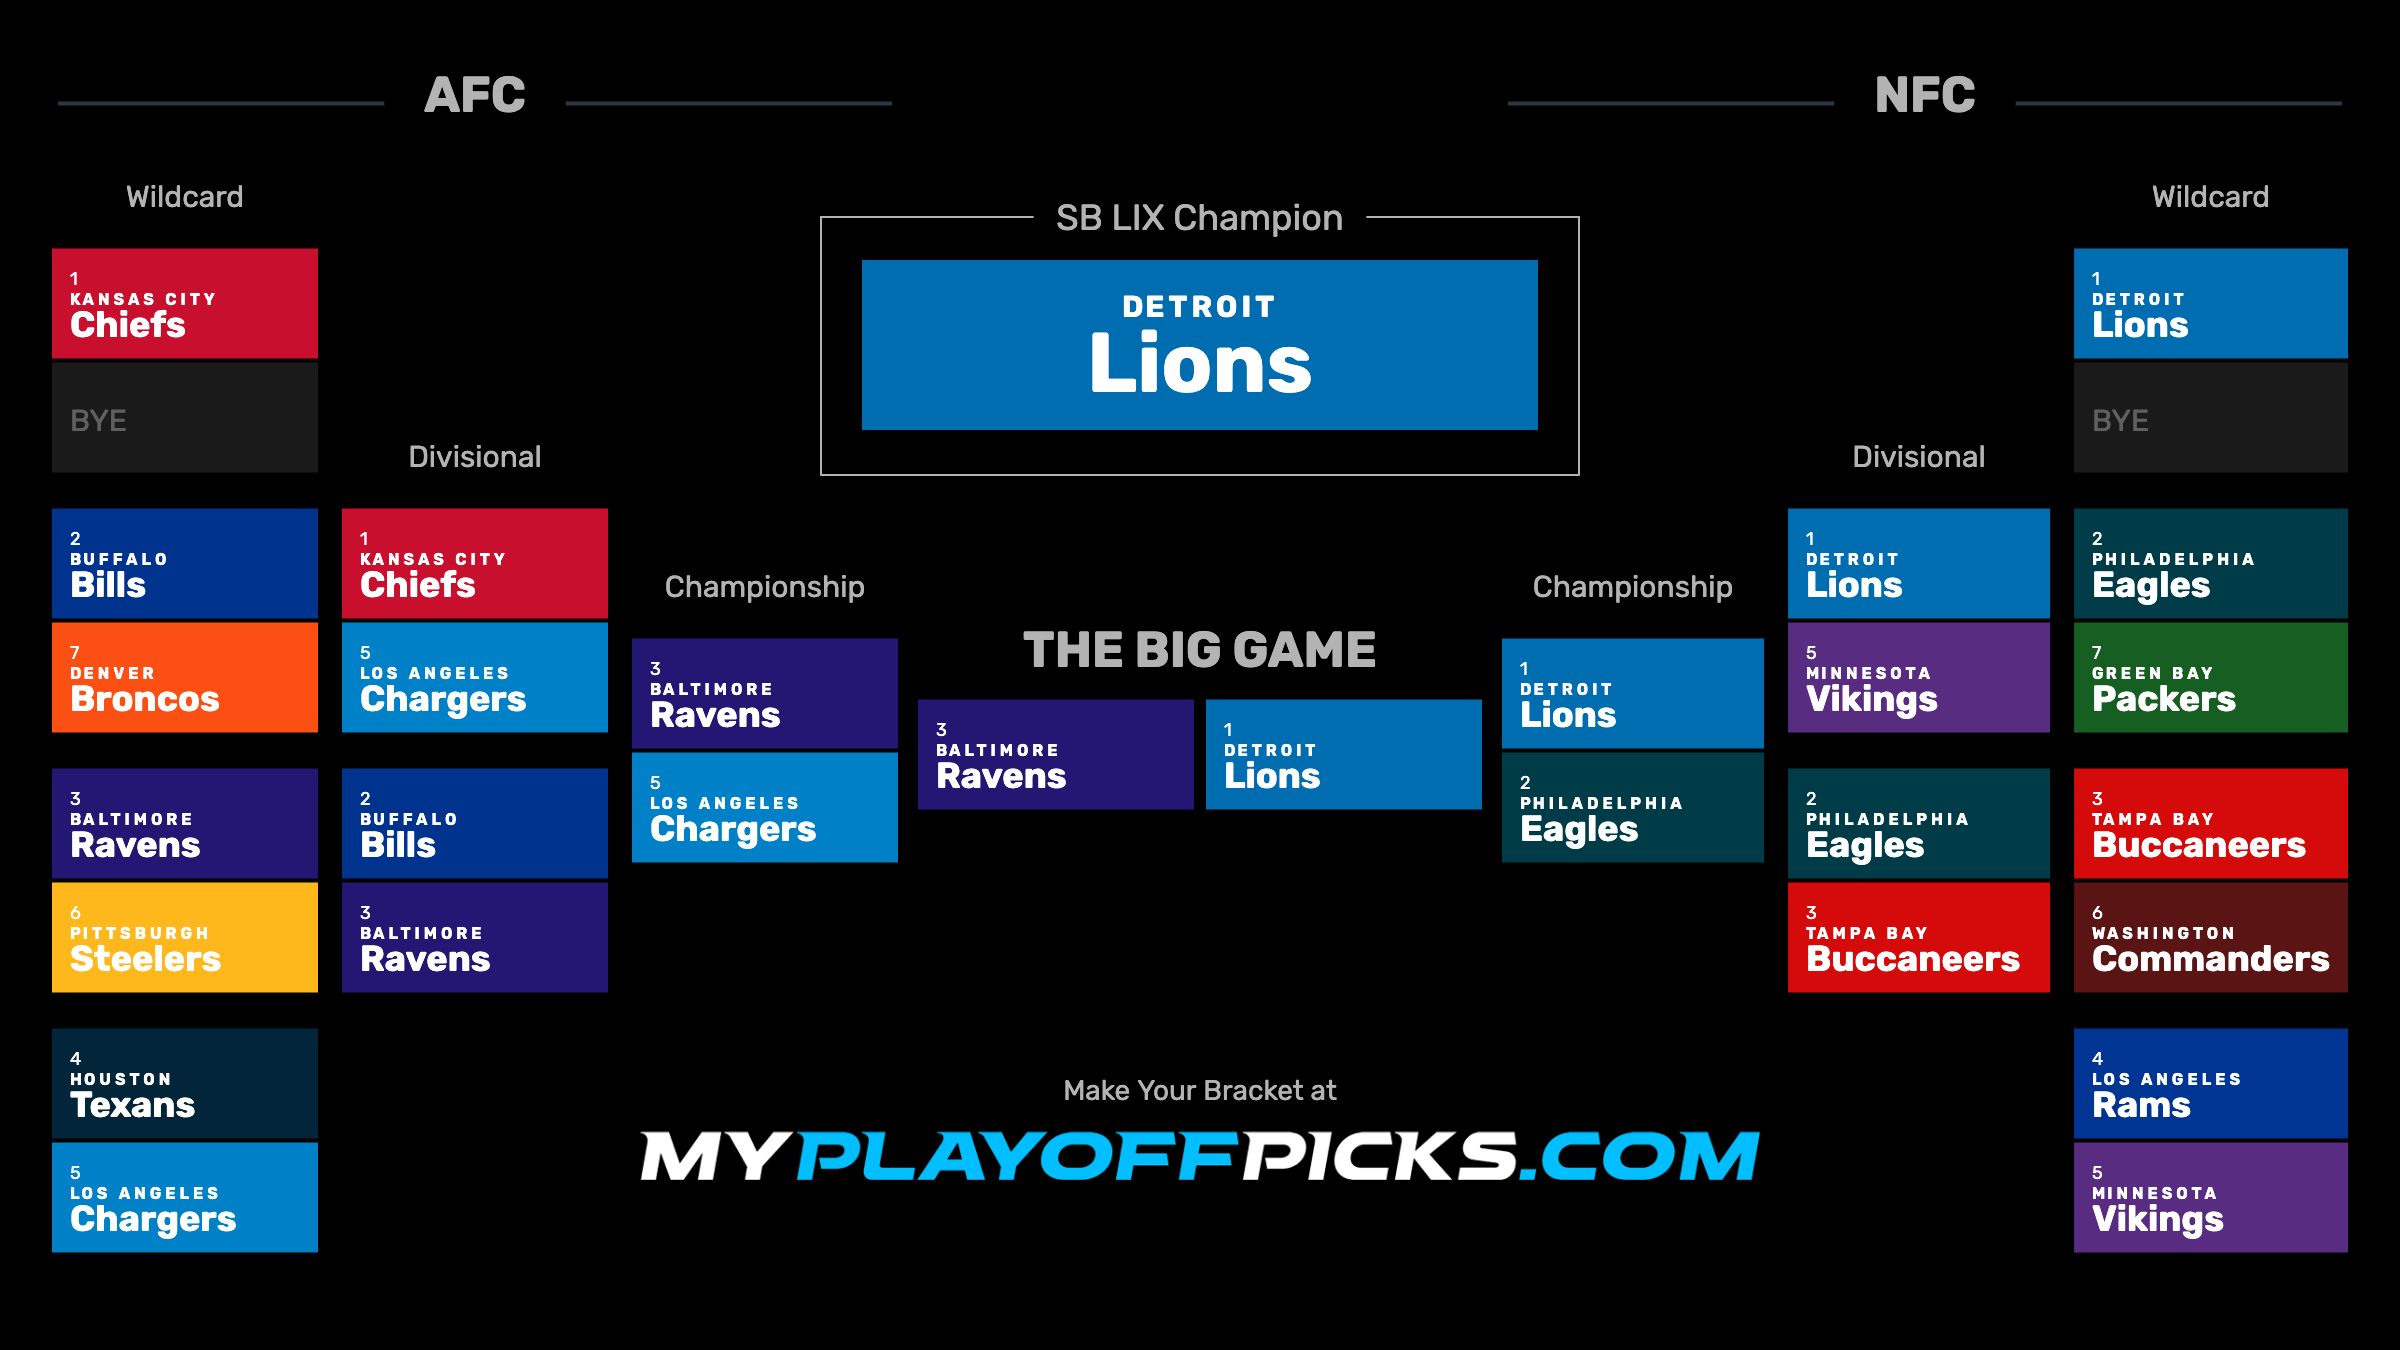 AFC
NFC
Wildcard
1
KANSAS CITY
Chiefs
BYE
2
BUFFALO
Bills
7
DENVER
Broncos
3
BALTIMORE
Ravens
6
PITTSBURGH
Steelers
4
HOUSTON
Texans
5
LOS ANGELES
Chargers
Divisional
1
KANSAS CITY
Chiefs
5
LOS ANGELES
Chargers
2
BUFFALO
Bills
3
BALTIMORE
Ravens
Championship
3
BALTIMORE
Ravens
5
LOS ANGELES
Chargers
SB LIX Champion
DETROIT
Lions
THE BIG GAME
3
BALTIMORE
Ravens
1
DETROIT
Lions
Championship
1
DETROIT
Lions
2
PHILADELPHIA
Eagles
Divisional
1
DETROIT
Lions
5
MINNESOTA
Vikings
2
PHILADELPHIA
Eagles
3
TAMPA BAY
Buccaneers
Wildcard
1
DETROIT
Lions
BYE
2
PHILADELPHIA
Eagles
7
GREEN BAY
Packers
3
TAMPA BAY
Buccaneers
6
WASHINGTON
Commanders
4
LOS ANGELES
Rams
5
MINNESOTA
Vikings
Make Your Bracket at
MYPLAYOFFPICKS.COM